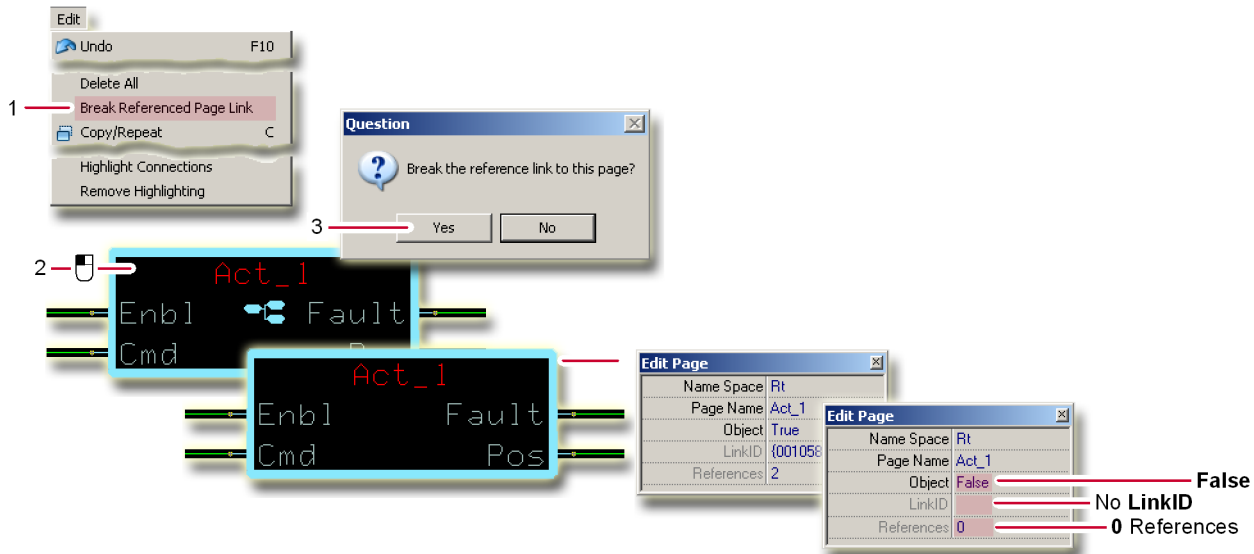 Edit
Undo F10
Delete All
1 Break Referenced Page Link
Copy/Repeat C
Highlight Connections
Remove Highlighting
Question
Break the reference link to this page?
3 Yes No
2 Act_1
Enbl Fault
Cmd
Act_1
Enbl Fault
Cmd Pos
Edit Page
Name Space Rt
Page Name Act_1
Object True
LinkID {001058
References 2
Edit Page
Name Space Rt
Page Name Act_1
Object False False
LinkID No LinkID
References 0 0 References